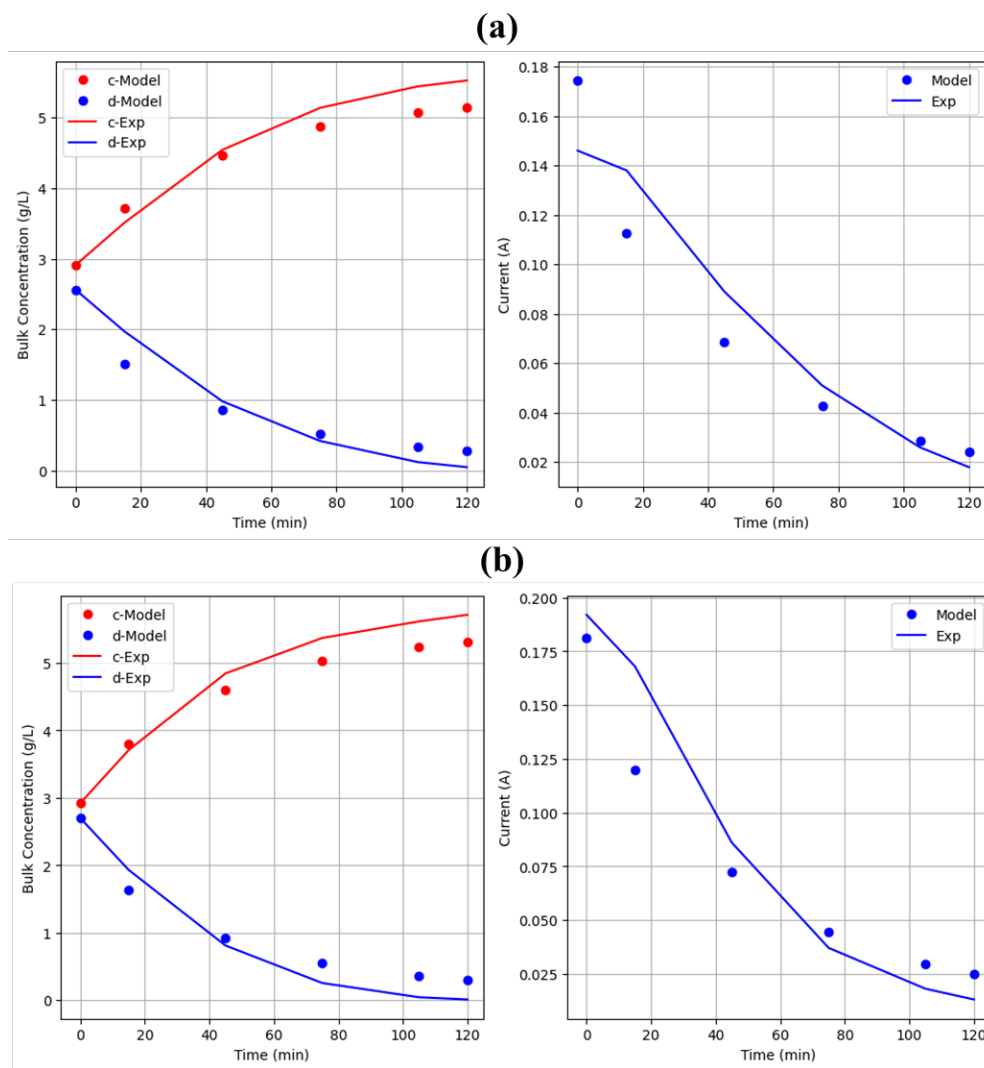 (a)
c-Model
d-Model
c-Exp
d-Exp
Bulk Concentration (g/L)
5
4
3
2
1
0
0 20 40 60 80 100 120
Time (min)
Model
Exp
Current (A)
0.18
0.16
0.14
0.12
0.10
0.08
0.06
0.04
0.02
0 20 40 60 80 100 120
Time (min)
(b)
c-Model
d-Model
c-Exp
d-Exp
Bulk Concentration (g/L)
5
4
3
2
1
0
0 20 40 60 80 100 120
Time (min)
Model
Exp
Current (A)
0.200
0.175
0.150
0.125
0.100
0.075
0.050
0.025
0 20 40 60 80 100 120
Time (min)